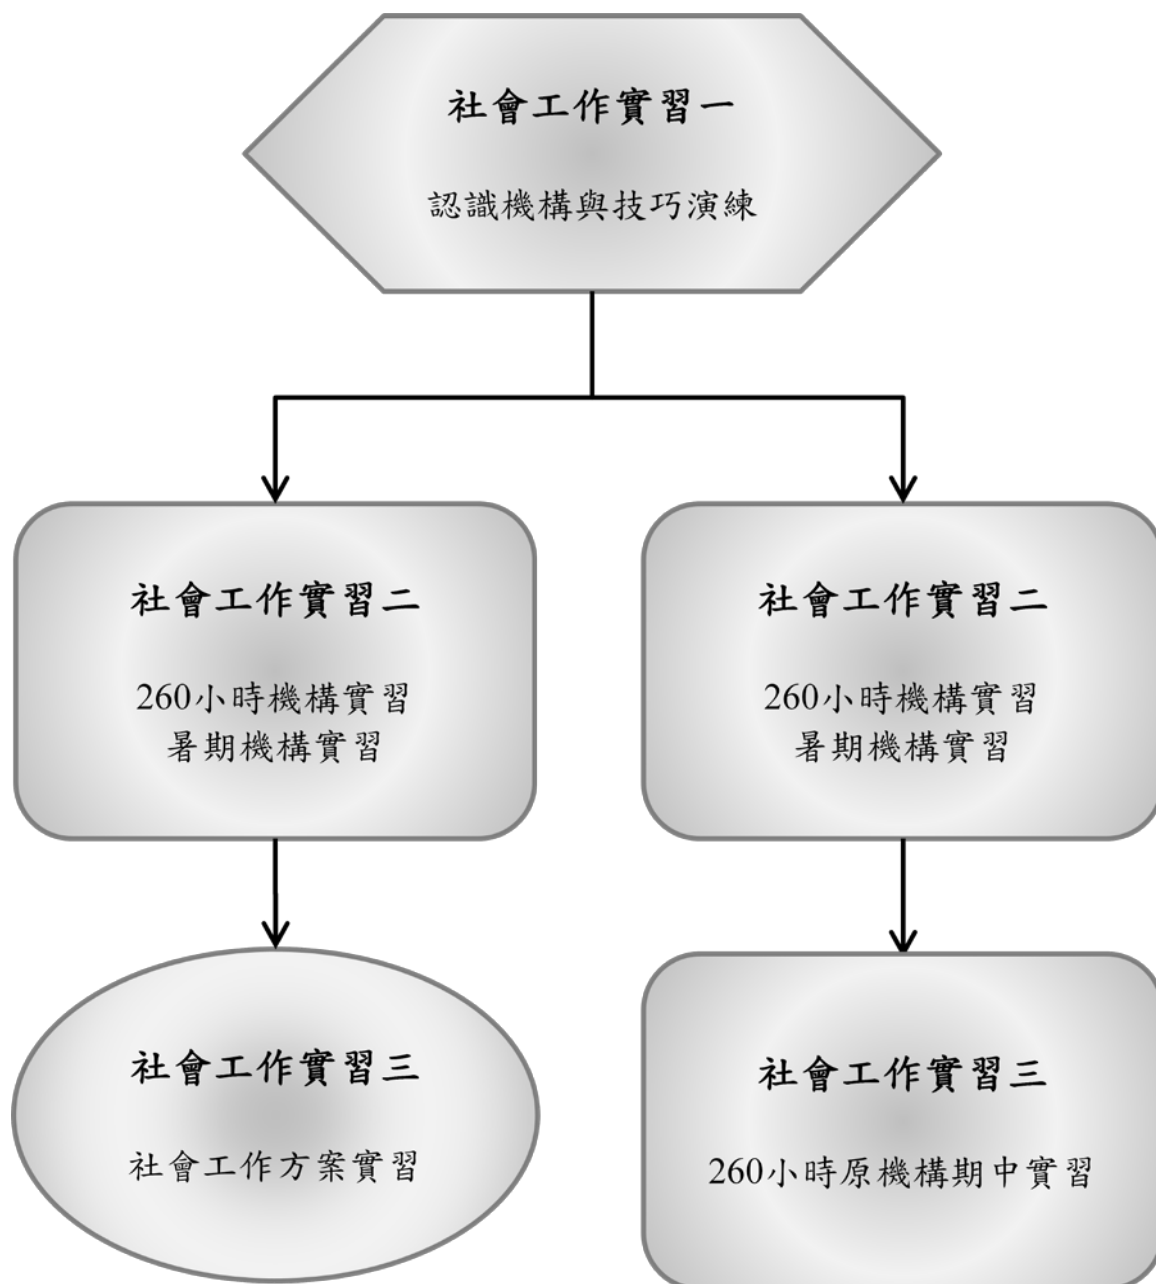 社會工作實習一
認識機構與技巧演練
社會工作實習二
260小時機構實習
暑期機構實習
社會工作實習二
260小時機構實習
暑期機構實習
社會工作實習三
社會工作方案實習
社會工作實習三
260小時原機構期中實習